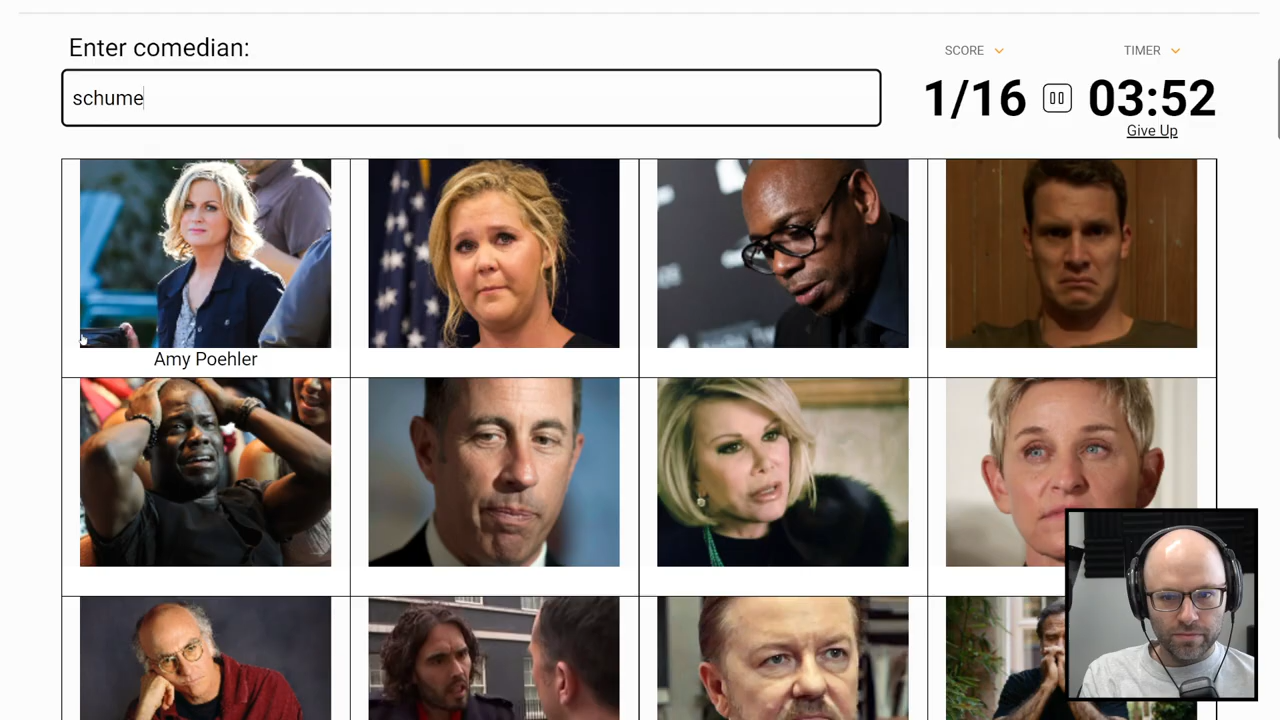 Enter comedian:
SCORE
TIMER
schume
1/16
03:52
Give Up
Amy Poehler